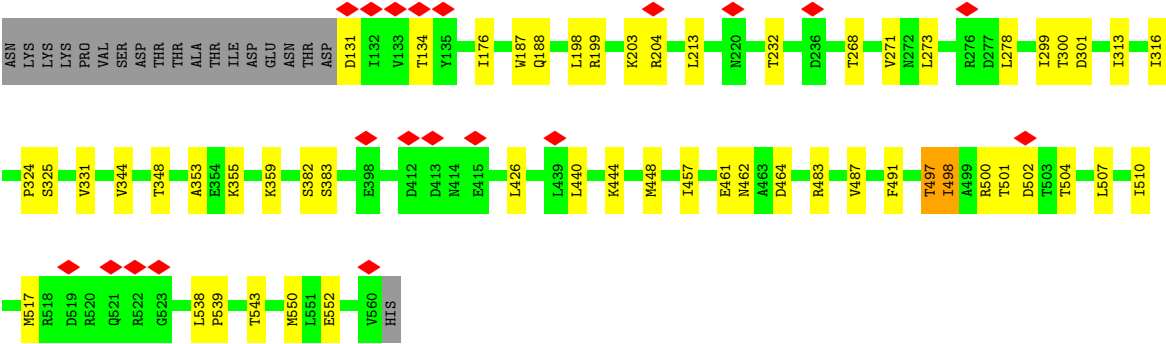 ASN LYS LYS LYS PRO VAL SER ASP THR THR ALA THR ILE ASP GLU ASN THR ASP D131 I132 V133 T134 Y135 I176 W187 Q188 L198 R199 K203 R204 L213 N220 T232 D236 T268 V271 N272 L273 R276 D277 L278 I299 T300 D301 I313 I316
P324 S325 V331 V344 T348 A353 E354 K355 K359 S382 S383 E398 D412 D413 N414 E415 L426 L439 L440 K444 M448 I457 E461 N462 A463 D464 R483 V487 F491 T497 I498 A499 R500 T501 D502 T503 T504 L507 I510
M517 R518 D519 R520 Q521 R522 G523 L538 P539 T543 M550 L551 E552 V560 HIS